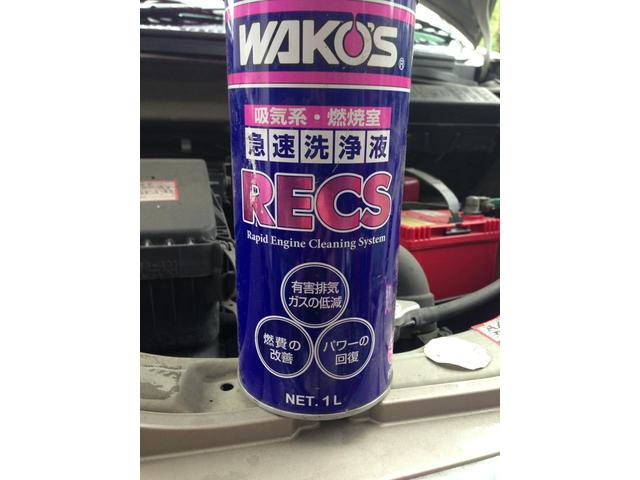 WAKO'S®
吸気系・燃焼室
急速洗浄液
RECS
Rapid Engine Cleaning System
有害排気
ガスの低減
燃費の
改善
パワーの
回復
NET. 1L